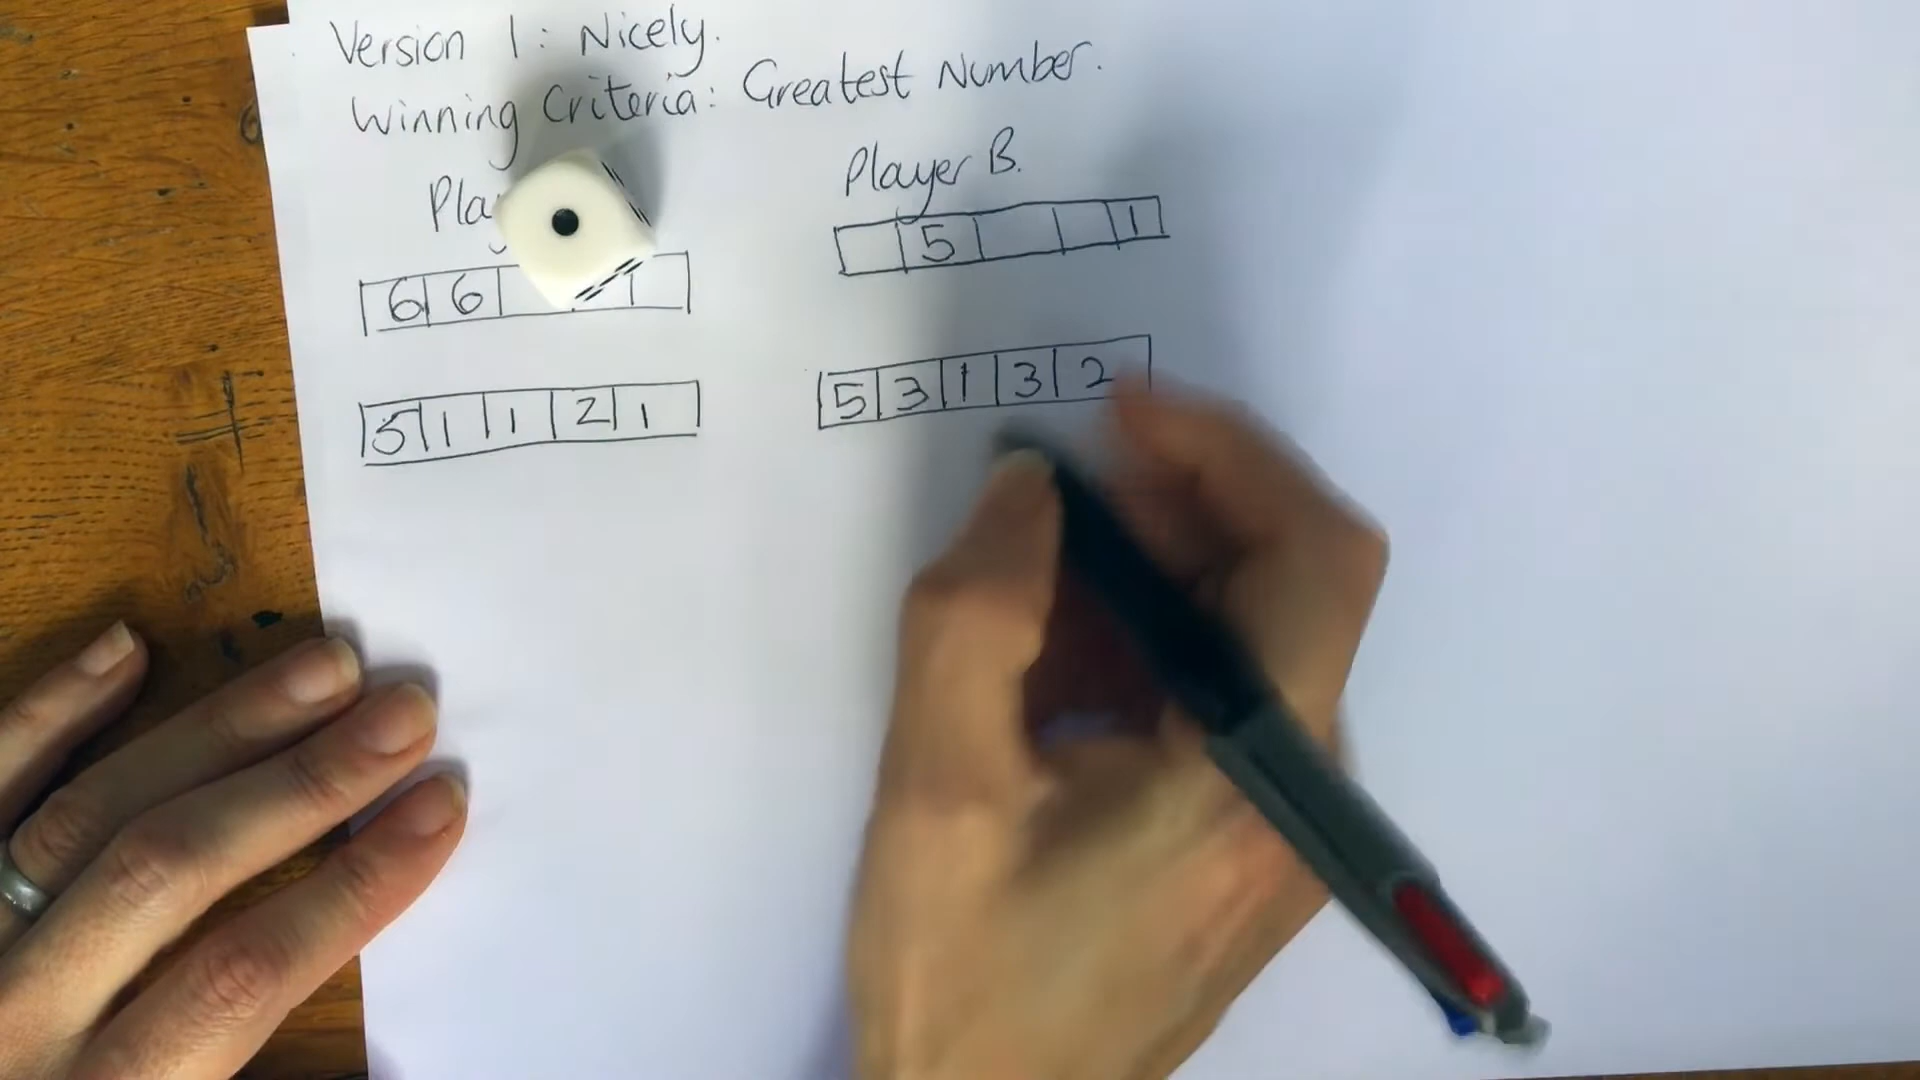 Version 1: Nicely.
Winning Criteria: Greatest Number.
Player B.
6 6
5 1
5 1 1 2 1
5 3 1 3 2